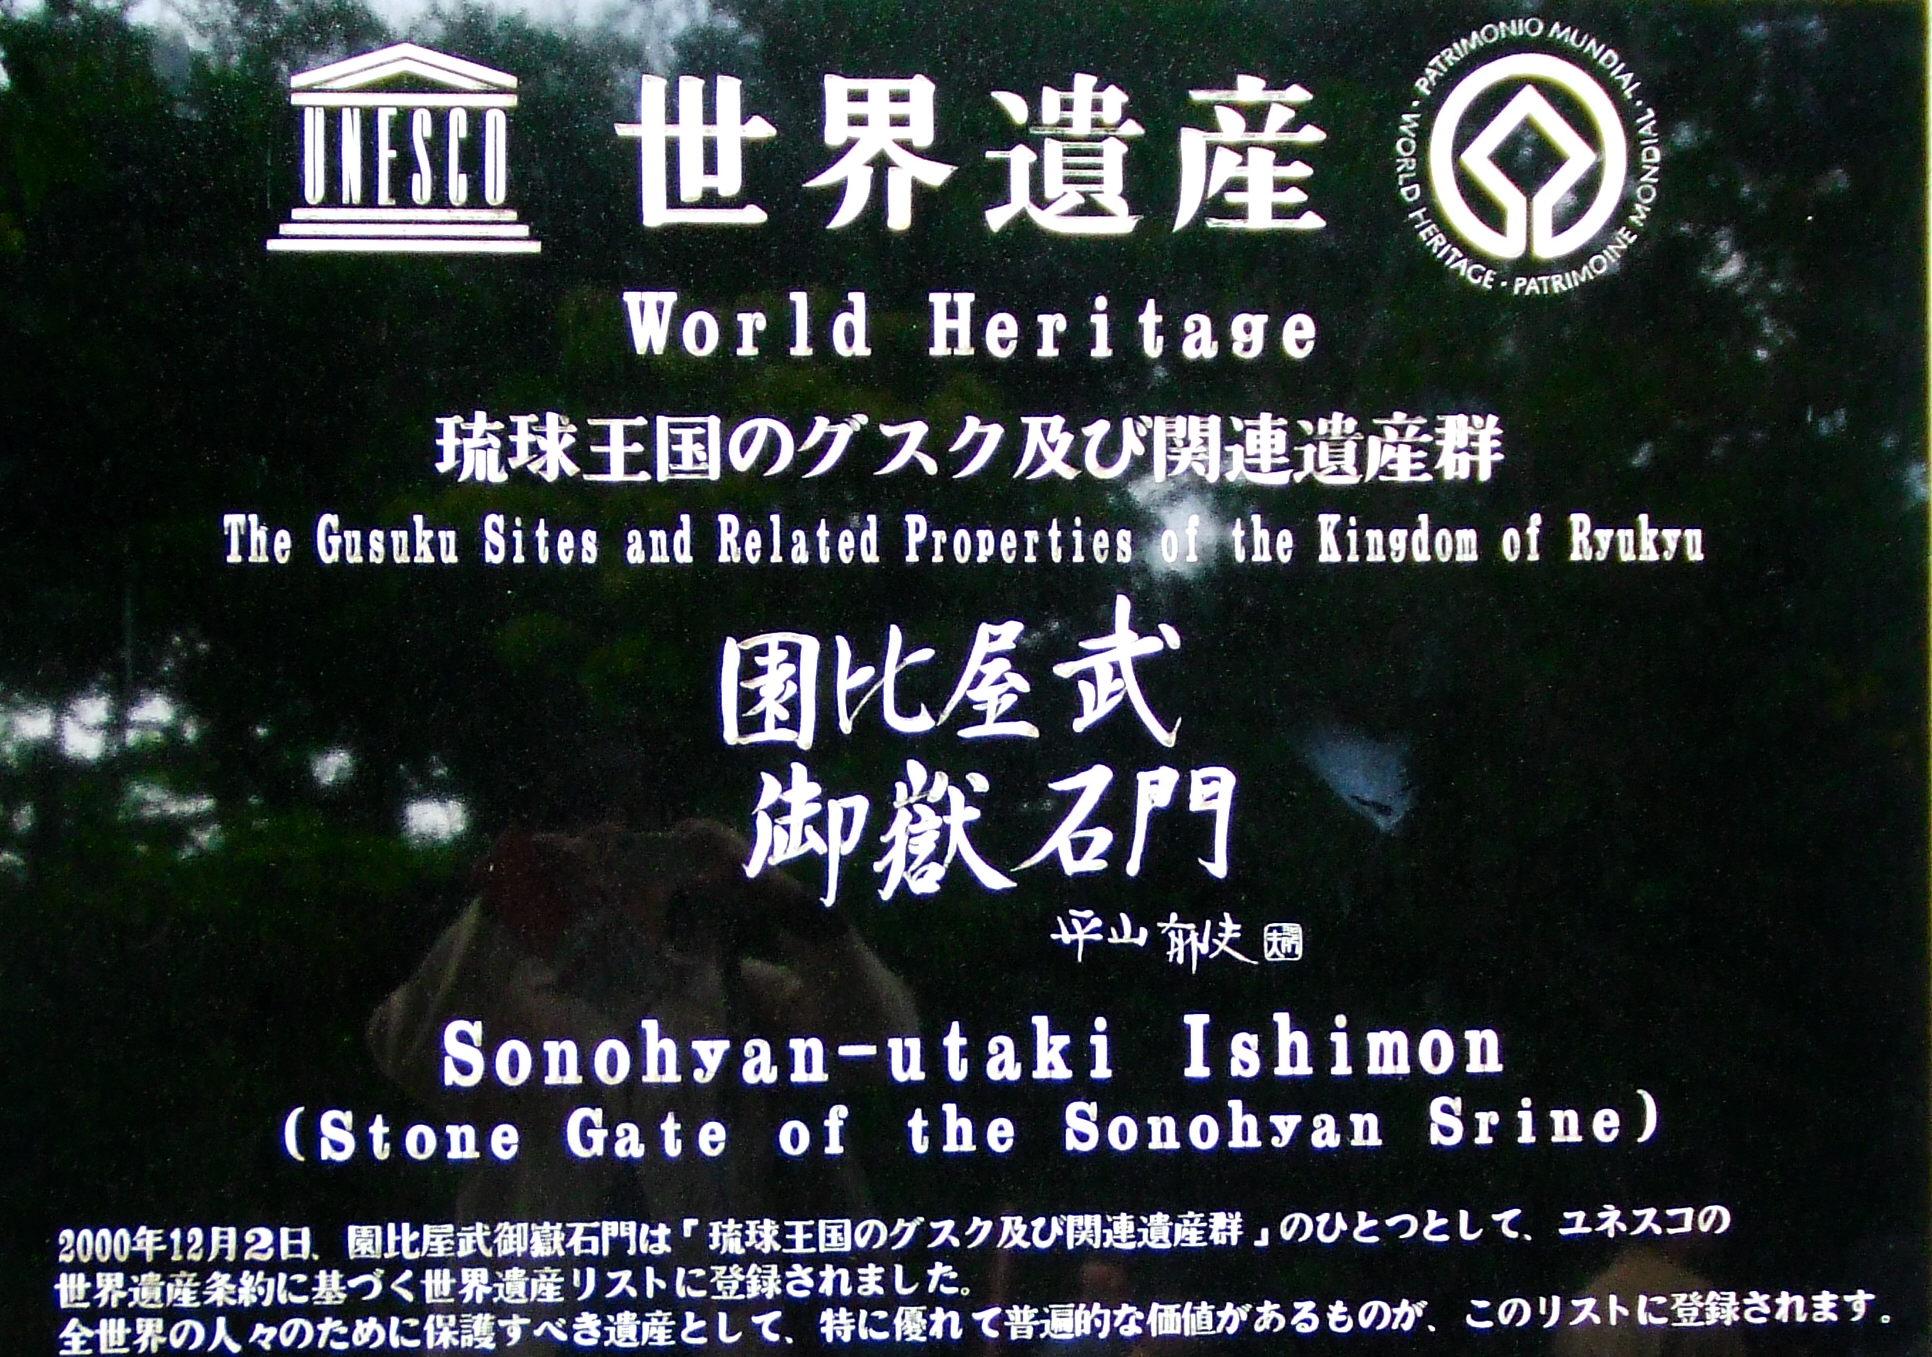 UNESCO
世界遺産
WORLD HERITAGE · PATRIMONIO MUNDIAL · PATRIMOINE MONDIAL ·
World Heritage
琉球王国のグスク及び関連遺産群
The Gusuku Sites and Related Properties of the Kingdom of Ryukyu
園比屋武
御嶽石門
平山郁夫
Sonohyan-utaki Ishimon
(Stone Gate of the Sonohyan Srine)
2000年12月2日、園比屋武御嶽石門は「琉球王国のグスク及び関連遺産群」のひとつとして、ユネスコの
世界遺産条約に基づく世界遺産リストに登録されました。
全世界の人々のために保護すべき遺産として、特に優れて普遍的な価値があるものが、このリストに登録されます。